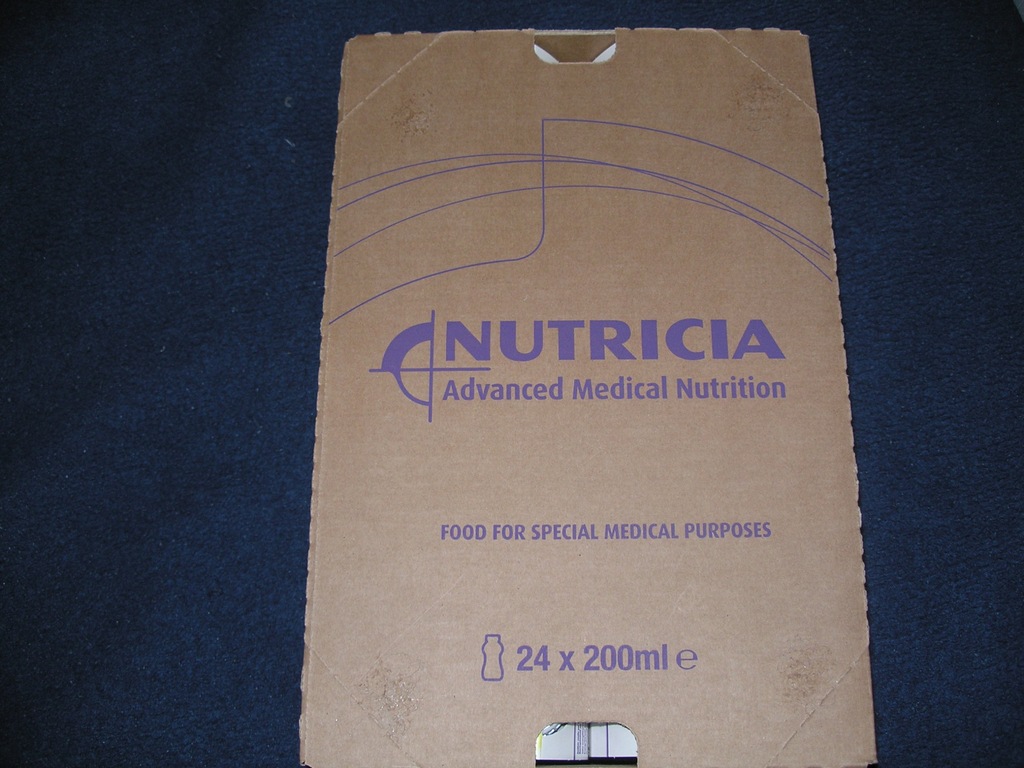 NUTRICIA
Advanced Medical Nutrition
FOOD FOR SPECIAL MEDICAL PURPOSES
24 x 200ml ℮